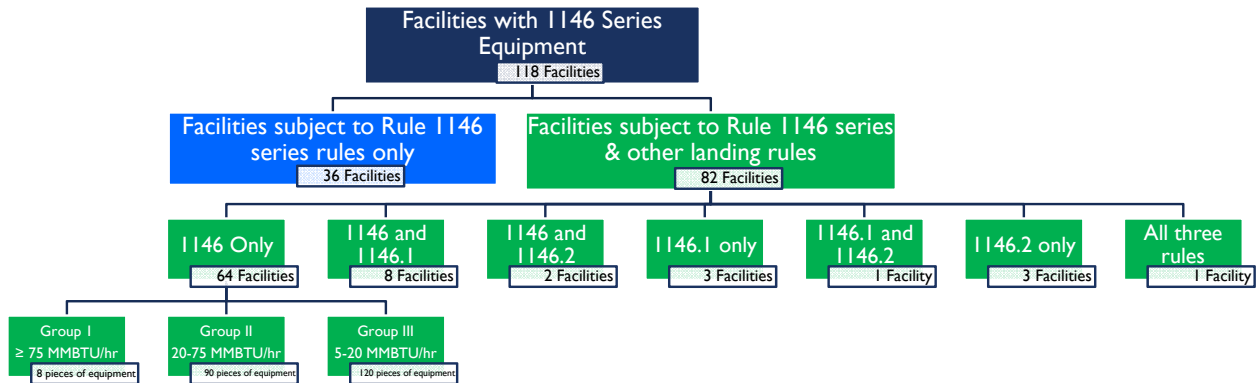 Facilities with 1146 Series
Equipment
118 Facilities
Facilities subject to Rule 1146
series rules only
36 Facilities
Facilities subject to Rule 1146 series
& other landing rules
82 Facilities
1146 Only
64 Facilities
1146 and
1146.1
8 Facilities
1146 and
1146.2
2 Facilities
1146.1 only
3 Facilities
1146.1 and
1146.2
1 Facility
1146.2 only
3 Facilities
All three
rules
1 Facility
Group I
≥ 75 MMBTU/hr
8 pieces of equipment
Group II
20-75 MMBTU/hr
90 pieces of equipment
Group III
5-20 MMBTU/hr
120 pieces of equipment